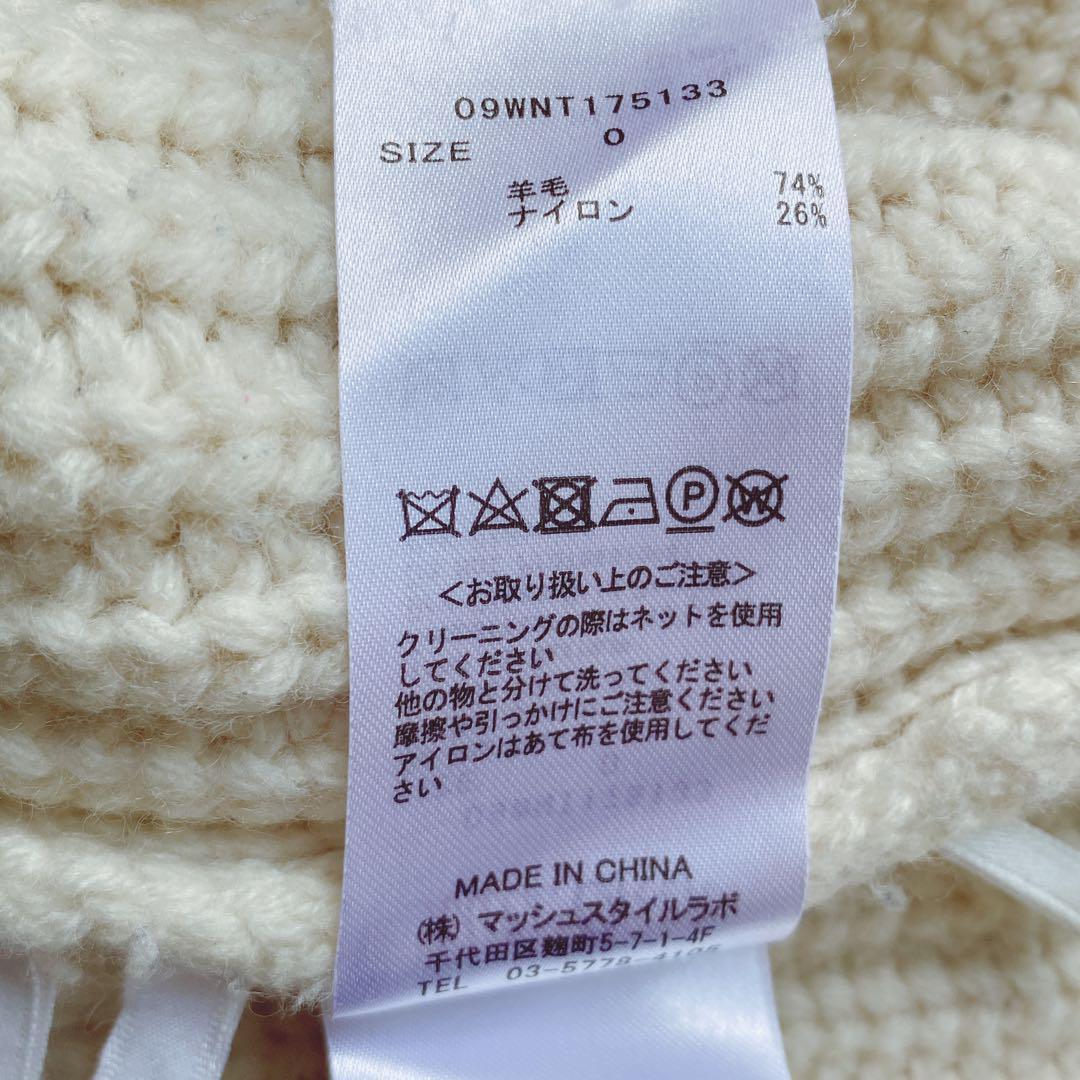 09WNT175133
SIZE 0
羊毛 74%
ナイロン 26%
P W
<お取り扱い上のご注意>
クリーニングの際はネットを使用
してください
他の物と分けて洗ってください
摩擦や引っかけにご注意ください
アイロンはあて布を使用してくだ
さい
MADE IN CHINA
(株) マッシュスタイルラボ
千代田区麹町5-7-1-4F
TEL 03-5778-